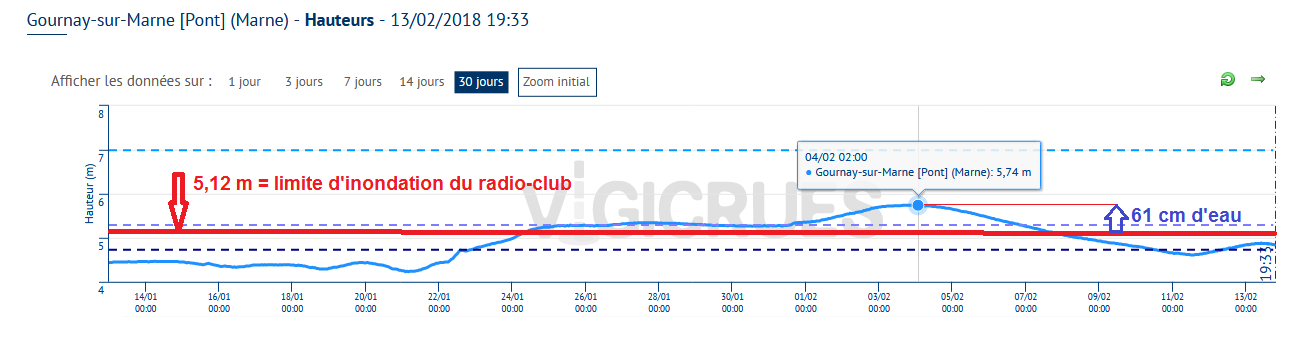 Gournay-sur-Marne [Pont] (Marne) - Hauteurs - 13/02/2018 19:33
Afficher les données sur : 1 jour 3 jours 7 jours 14 jours 30 jours Zoom initial
8
7
6
5
4
Hauteur (m)
5,12 m = limite d'inondation du radio-club
VIGICRUES
04/02 02:00
Gournay-sur-Marne [Pont] (Marne): 5,74 m
61 cm d'eau
19:33
14/01 16/01 18/01 20/01 22/01 24/01 26/01 28/01 30/01 01/02 03/02 05/02 07/02 09/02 11/02 13/02
00:00 00:00 00:00 00:00 00:00 00:00 00:00 00:00 00:00 00:00 00:00 00:00 00:00 00:00 00:00 00:00